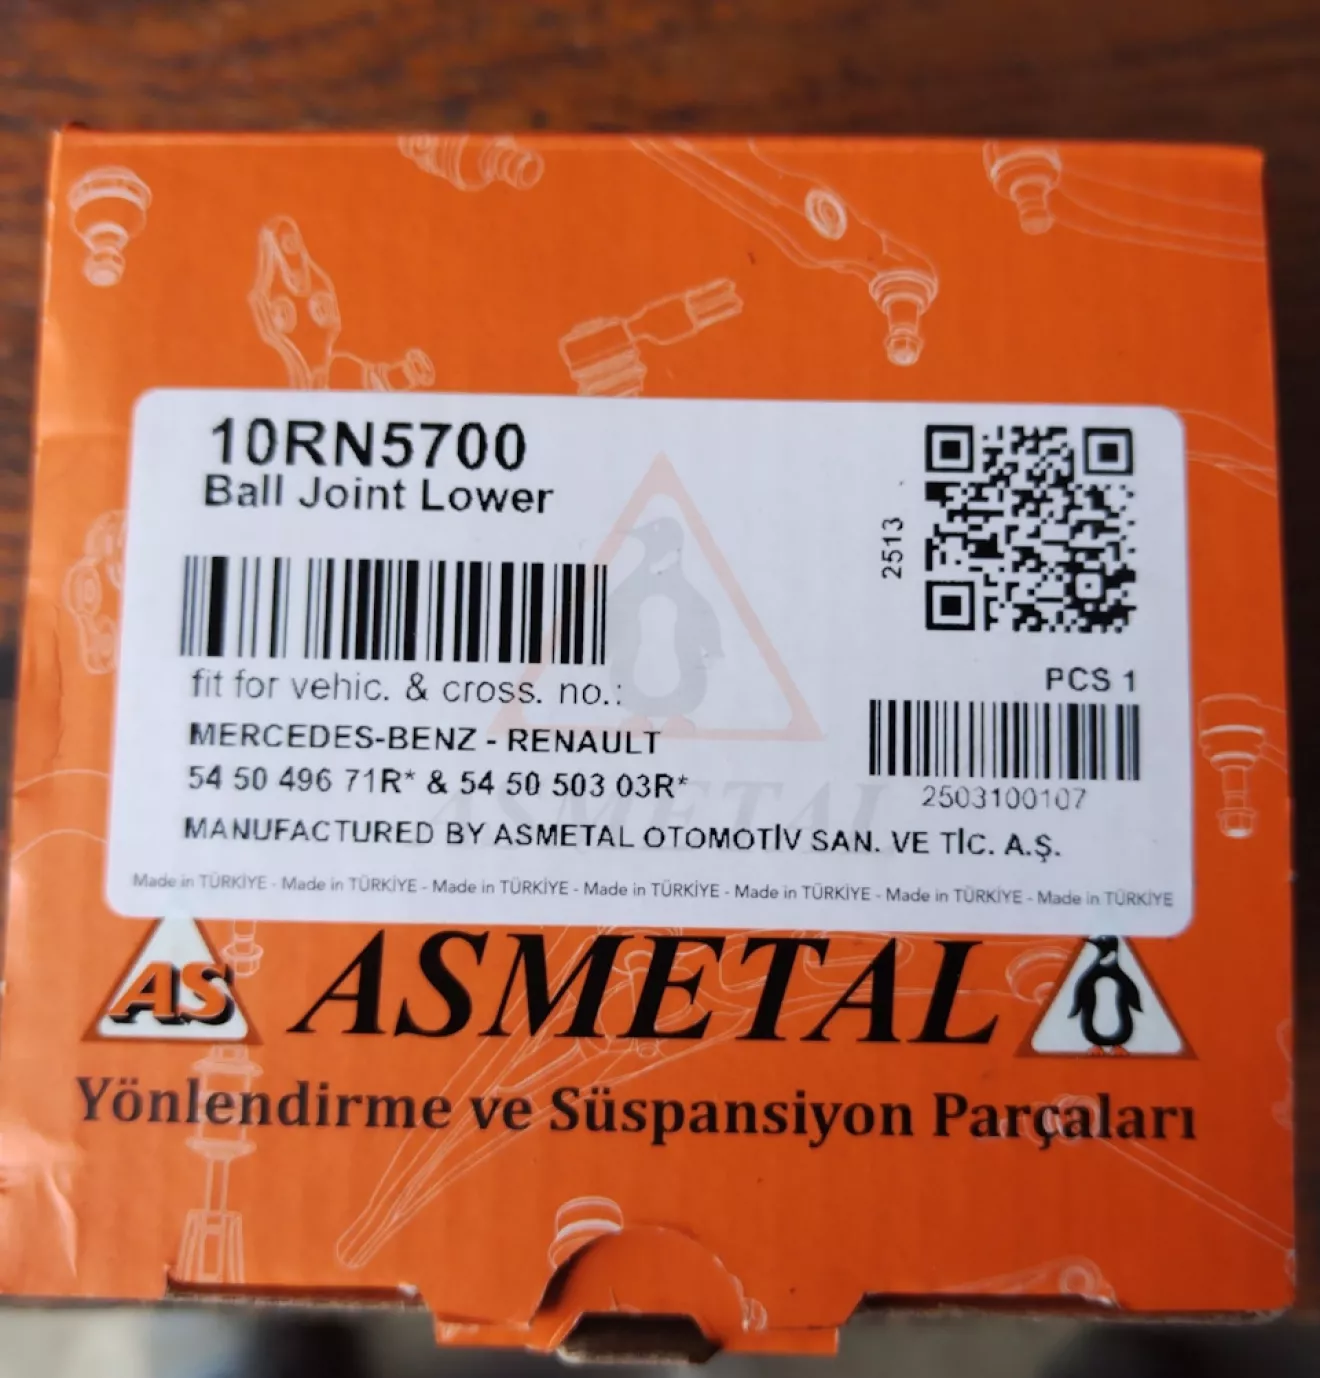 10RN5700
Ball Joint Lower
2513
fit for vehic. & cross. no.:
PCS 1
MERCEDES-BENZ - RENAULT
54 50 496 71R* & 54 50 503 03R*
2503100107
MANUFACTURED BY ASMETAL OTOMOTİV SAN. VE TİC. A.Ş.
Made in TÜRKİYE - Made in TÜRKİYE - Made in TÜRKİYE - Made in TÜRKİYE - Made in TÜRKİYE - Made in TÜRKİYE - Made in TÜRKİYE
ASMETAL
AS ASMETAL
Yönlendirme ve Süspansiyon Parçaları